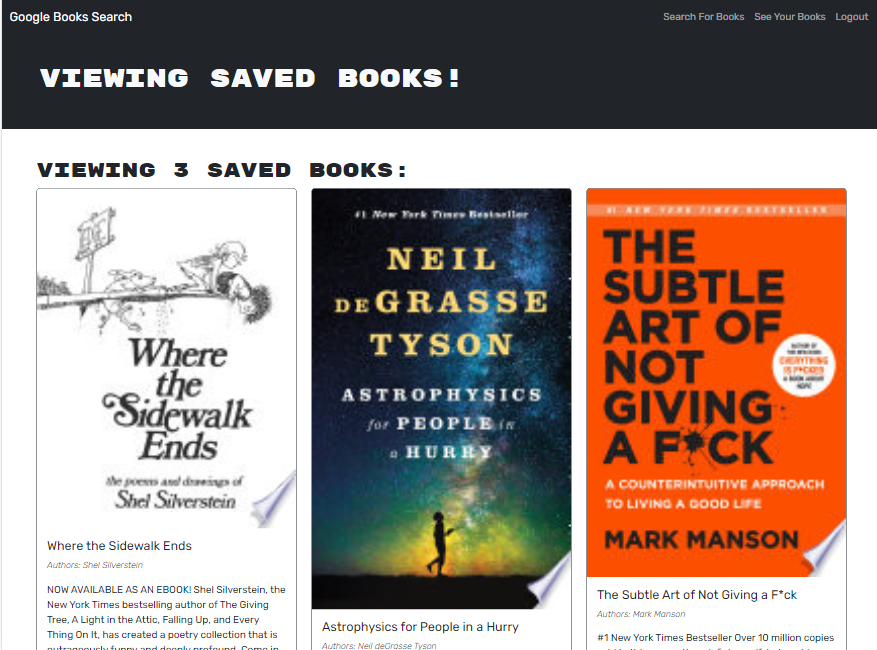 Google Books Search
Search For Books See Your Books Logout
VIEWING SAVED BOOKS!
VIEWING 3 SAVED BOOKS:
Where
the
Sidewalk
Ends
the poems and drawings of
Shel Silverstein
Where the Sidewalk Ends
Authors: Shel Silverstein
NOW AVAILABLE AS AN EBOOK! Shel Silverstein, the
New York Times bestselling author of The Giving
Tree, A Light in the Attic, Falling Up, and Every
Thing On It, has created a poetry collection that is
outrageously funny and deeply profound. Come in
#1 New York Times Bestseller
NEIL
DEGRASSE
TYSON
ASTROPHYSICS
for PEOPLE in
a HURRY
Astrophysics for People in a Hurry
Authors: Neil deGrasse Tyson
#1 NEW YORK TIMES BESTSELLER
THE
SUBTLE
ART OF
NOT
GIVING
A F*CK
AUTHOR OF
EVERYTHING
IS F*CKED
A BOOK ABOUT
HOPE
A COUNTERINTUITIVE APPROACH
TO LIVING A GOOD LIFE
MARK MANSON
The Subtle Art of Not Giving a F*ck
Authors: Mark Manson
#1 New York Times Bestseller Over 10 million copies